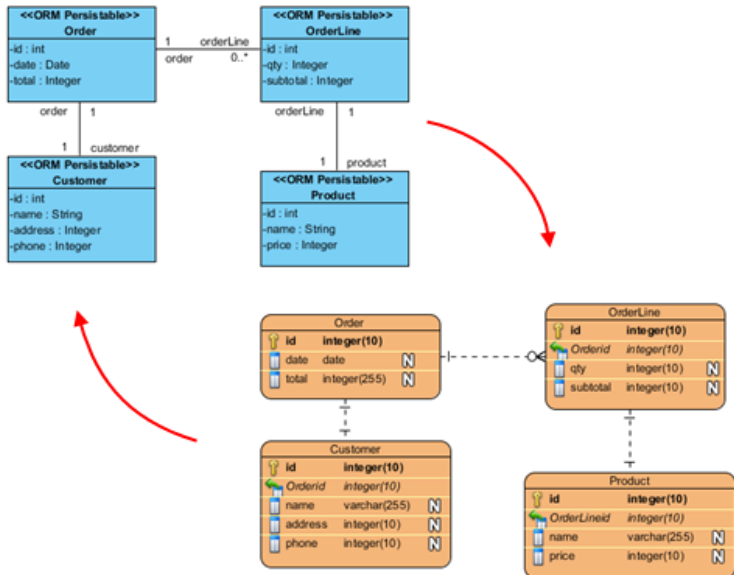 <<ORM Persistable>>
Order
-id : int
-date : Date
-total : Integer
1 orderLine
order 0..*
<<ORM Persistable>>
OrderLine
-id : int
-qty : Integer
-subtotal : Integer
order 1
1 customer
orderLine 1
1 product
<<ORM Persistable>>
Customer
-id : int
-name : String
-address : Integer
-phone : Integer
<<ORM Persistable>>
Product
-id : int
-name : String
-price : Integer
Order
id integer(10)
date date N
total integer(255) N
OrderLine
id integer(10)
Orderid integer(10)
qty integer(10) N
subtotal integer(10) N
Customer
id integer(10)
Orderid integer(10)
name varchar(255) N
address integer(10) N
phone integer(10) N
Product
id integer(10)
OrderLineid integer(10)
name varchar(255) N
price integer(10) N